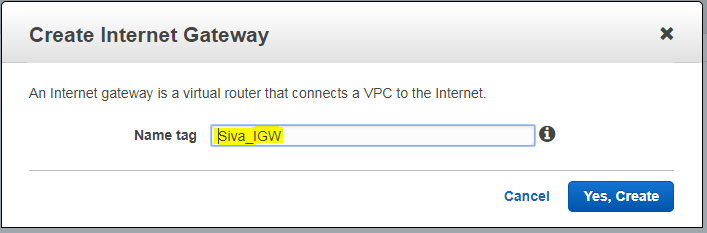 Create Internet Gateway
An Internet gateway is a virtual router that connects a VPC to the Internet.
Name tag Siva_IGW
Cancel Yes, Create